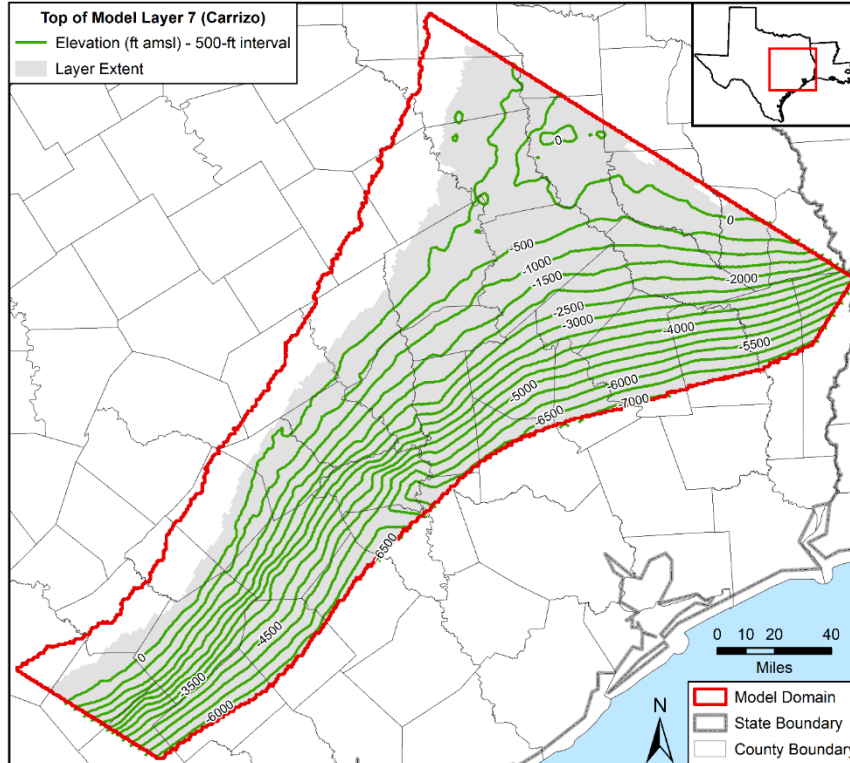 Top of Model Layer 7 (Carrizo)
Elevation (ft amsl) - 500-ft interval
Layer Extent
0
0
-500
-1000
-1500
-2000
-2500
-3000
-4000
-5500
-5000
-6000
-7000
-6500
-6500
0
-4500
-3500
-6000
0 10 20 40
Miles
N
Model Domain
State Boundary
County Boundary